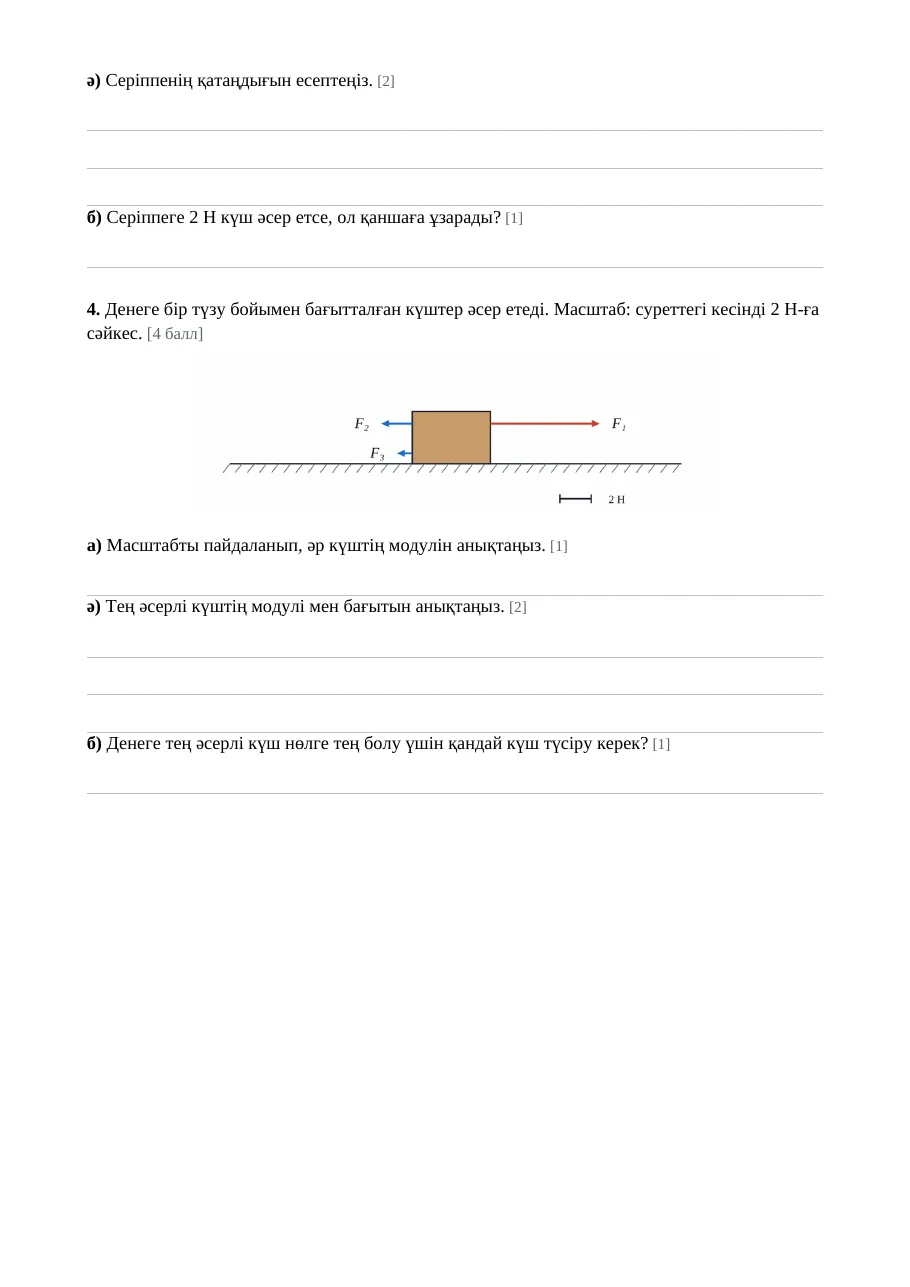 ә) Серіппенің қатаңдығын есептеңіз. [2]
б) Серіппеге 2 Н күш әсер етсе, ол қаншаға ұзарады? [1]
4. Денеге бір түзу бойымен бағытталған күштер әсер етеді. Масштаб: суреттегі кесінді 2 Н-ға
сәйкес. [4 балл]
F₂ F₁
F₃
2 Н
а) Масштабты пайдаланып, әр күштің модулін анықтаңыз. [1]
ә) Тең әсерлі күштің модулі мен бағытын анықтаңыз. [2]
б) Денеге тең әсерлі күш нөлге тең болу үшін қандай күш түсіру керек? [1]